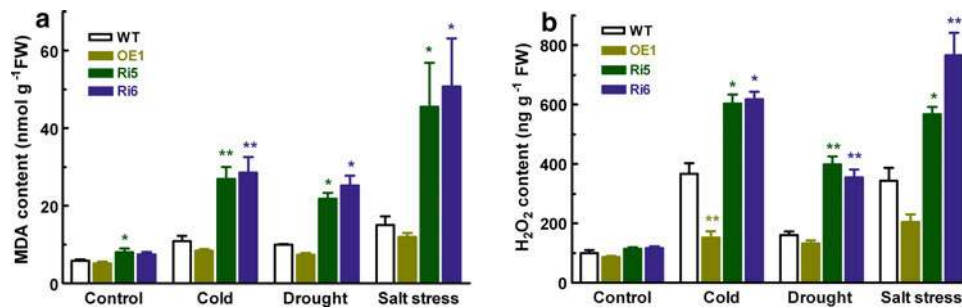 a
MDA content (nmol g⁻¹FW)
60
40
20
0
WT
OE1
Ri5
Ri6
*
**
**
*
*
*
*
Control Cold Drought Salt stress
b
H₂O₂ content (ng g⁻¹ FW)
800
600
400
200
0
WT
OE1
Ri5
Ri6
**
*
*
**
**
*
**
Control Cold Drought Salt stress